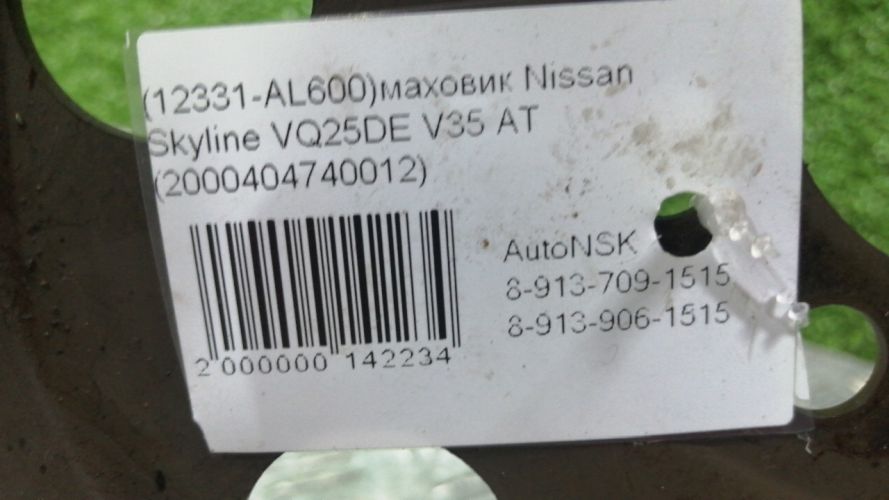 (12331-AL600)маховик Nissan
Skyline VQ25DE V35 AT
(2000404740012)
AutoNSK
8-913-709-1515
8-913-906-1515
2 000000 142234